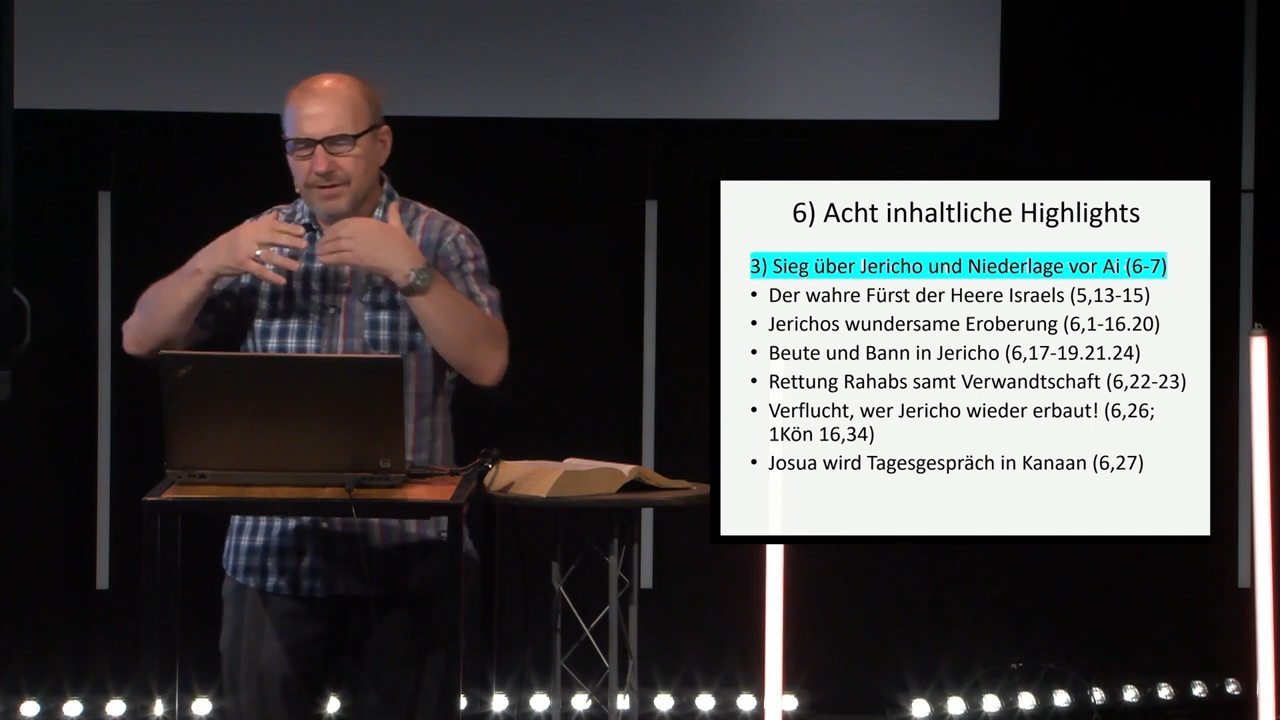 6) Acht inhaltliche Highlights
3) Sieg über Jericho und Niederlage vor Ai (6-7)
• Der wahre Fürst der Heere Israels (5,13-15)
• Jerichos wundersame Eroberung (6,1-16.20)
• Beute und Bann in Jericho (6,17-19.21.24)
• Rettung Rahabs samt Verwandtschaft (6,22-23)
• Verflucht, wer Jericho wieder erbaut! (6,26;
1Kön 16,34)
• Josua wird Tagesgespräch in Kanaan (6,27)